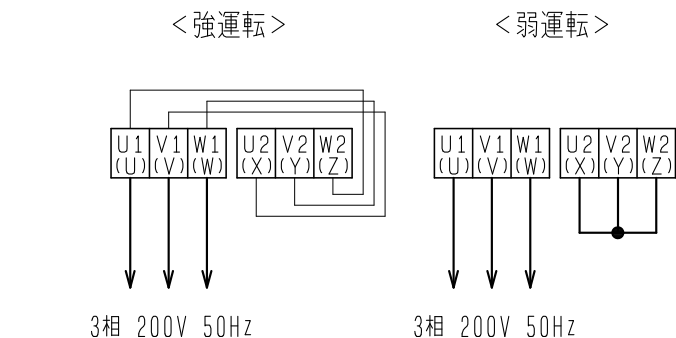 ＜強運転＞ ＜弱運転＞
U1 V1 W1 U2 V2 W2 U1 V1 W1 U2 V2 W2
(U) (V) (W) (X) (Y) (Z) (U) (V) (W) (X) (Y) (Z)
3相 200V 50Hz 3相 200V 50Hz